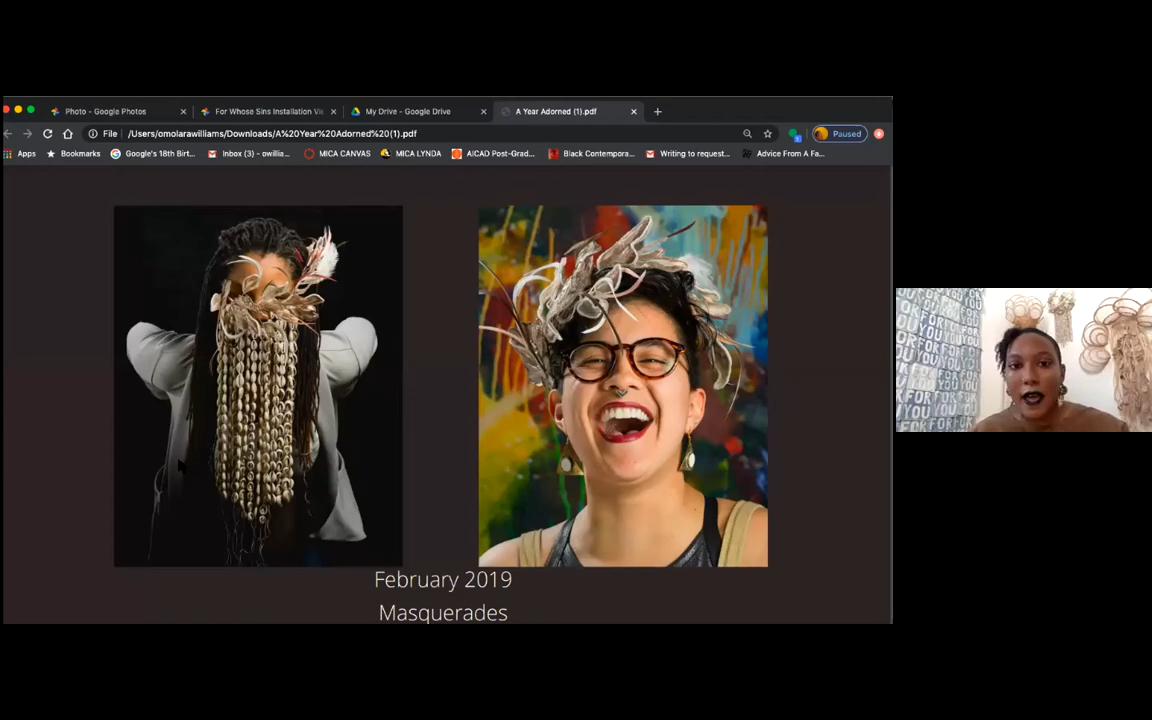 Photo - Google Photos
For Whose Sins Installation Vi
My Drive - Google Drive
A Year Adorned (1).pdf
File /Users/omolarawilliams/Downloads/A%20Year%20Adorned%20(1).pdf
Paused
Apps Bookmarks Google's 18th Birt... Inbox (3) - owillia... MICA CANVAS MICA LYNDA AICAD Post-Grad... Black Contempora... Writing to request... Advice From A Fa...
February 2019
Masquerades
FOR YOU